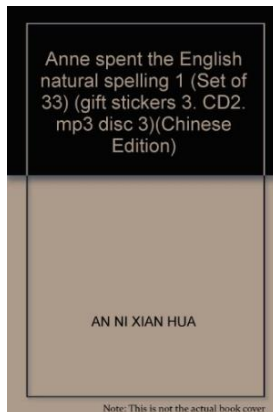 Anne spent the English
natural spelling 1 (Set of
33) (gift stickers 3. CD2.
mp3 disc 3)(Chinese
Edition)
AN NI XIAN HUA
Note: This is not the actual book cover